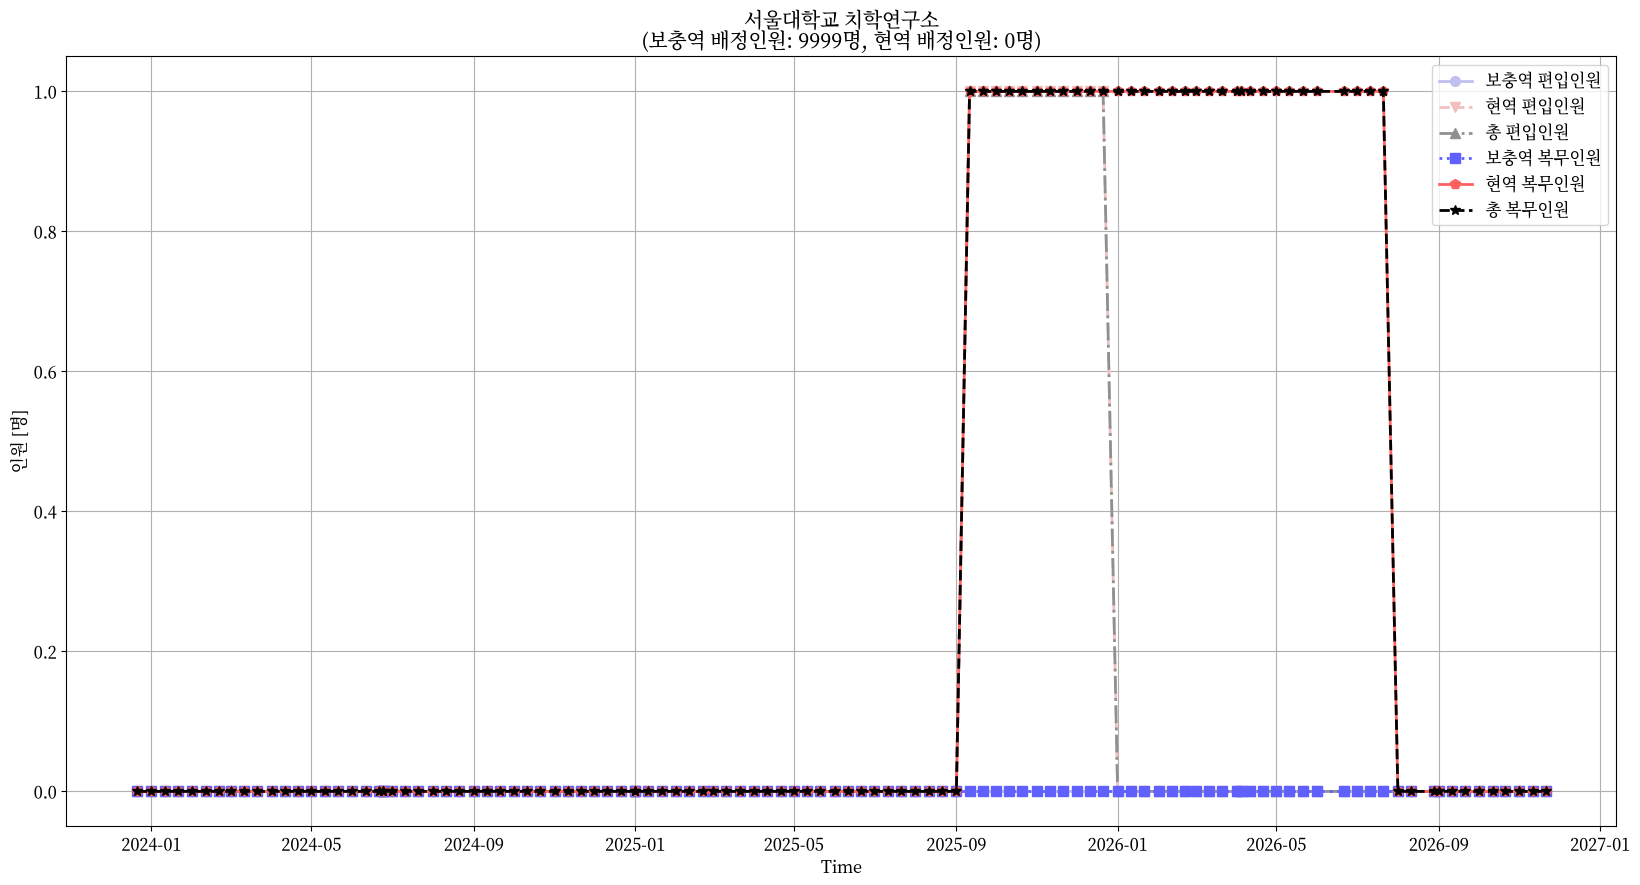 서울대학교 치학연구소
(보충역 배정인원: 9999명, 현역 배정인원: 0명)
보충역 편입인원
현역 편입인원
총 편입인원
보충역 복무인원
현역 복무인원
총 복무인원
인원 [명]
1.0
0.8
0.6
0.4
0.2
0.0
2024-01
2024-05
2024-09
2025-01
2025-05
2025-09
2026-01
2026-05
2026-09
2027-01
Time